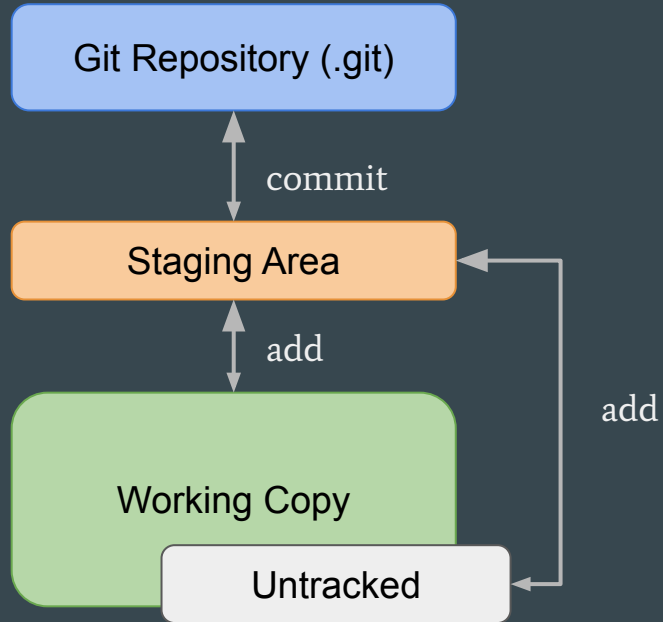 Git Repository (.git)
commit
Staging Area
add
add
Working Copy
Untracked